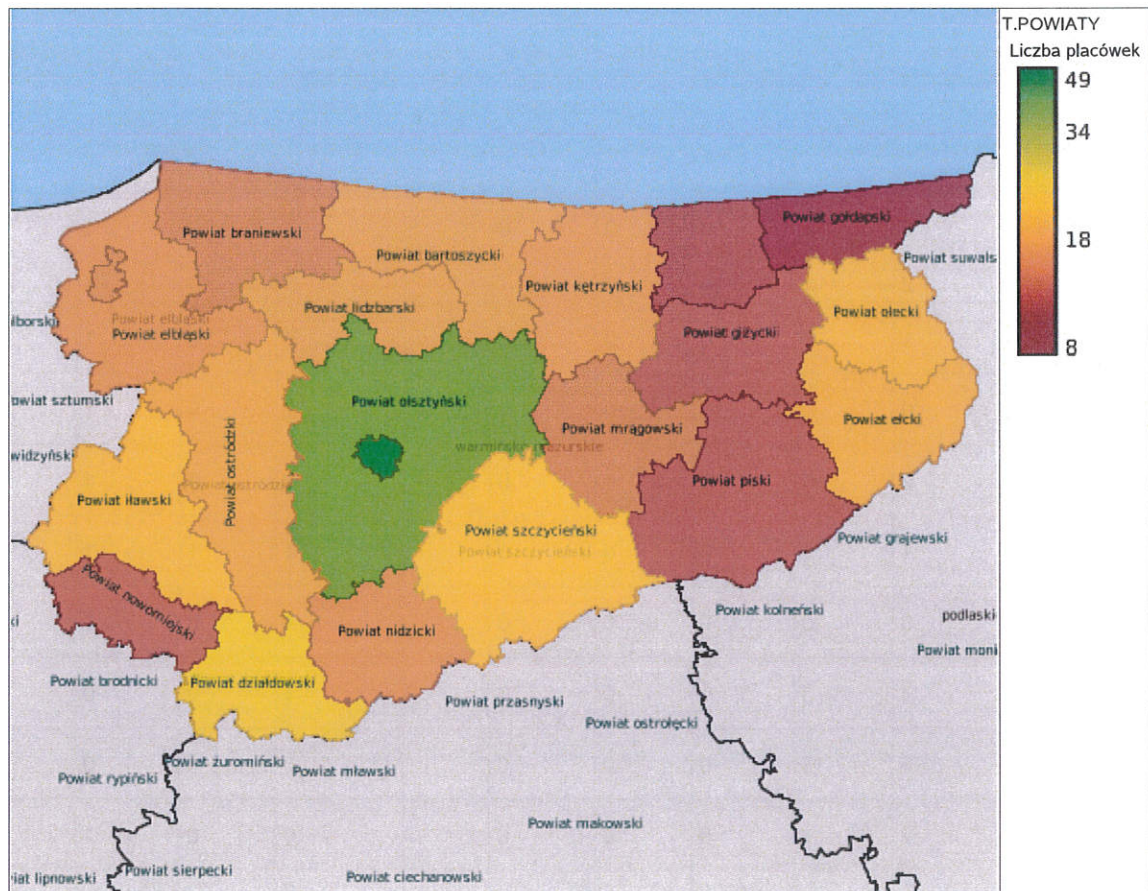 T.POWIATY
Liczba placówek
49
34
18
8
Powiat gołdapski
Powiat braniewski
Powiat bartoszycki
Powiat suwals
Powiat kętrzyński
Powiat lidzbarski
Powiat olecki
Powiat elbląski
Powiat elbląski
lborski
Powiat giżycki
owiat sztumski
Powiat olsztyński
Powiat ełcki
Powiat mrągowski
warmińsko-mazurskie
widzyński
Powiat ostródzki
Powiat ostródzki
Powiat iławski
Powiat piski
Powiat szczycieński
Powiat szczycieński
Powiat grajewski
Powiat nowomiejski
Powiat kolneński
podlaski
ki
Powiat nidzicki
Powiat moni
Powiat brodnicki
Powiat działdowski
Powiat przasnyski
Powiat ostrołęcki
Powiat żuromiński
Powiat rypiński
Powiat mławski
Powiat makowski
Powiat sierpecki
wiat lipnowski
Powiat ciechanowski